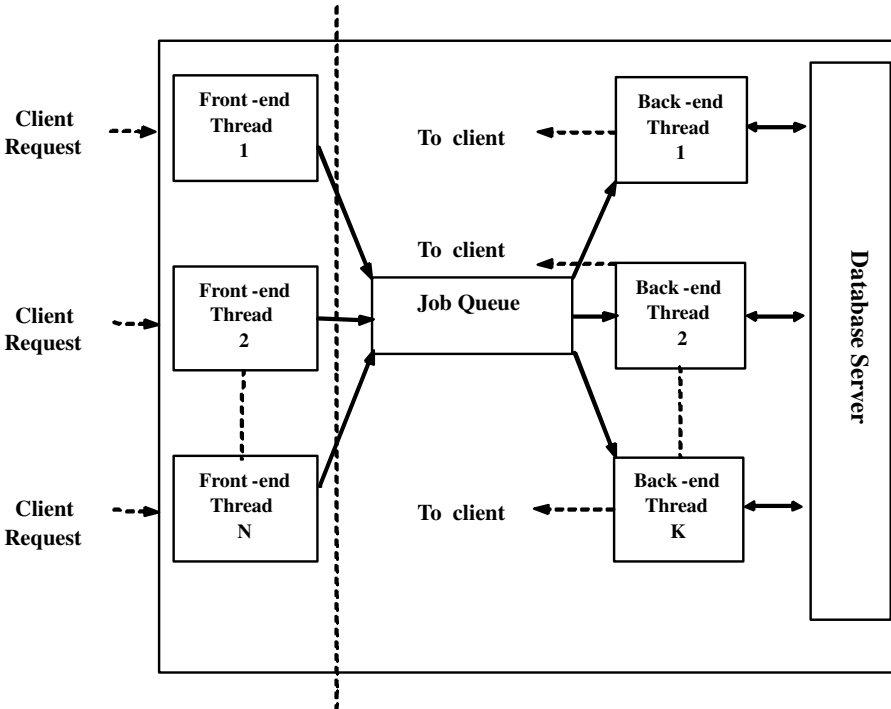 Client
Request
Front -end
Thread
1
To client
Back -end
Thread
1
Client
Request
Front -end
Thread
2
To client
Job Queue
Back -end
Thread
2
Database Server
Client
Request
Front -end
Thread
N
To client
Back -end
Thread
K